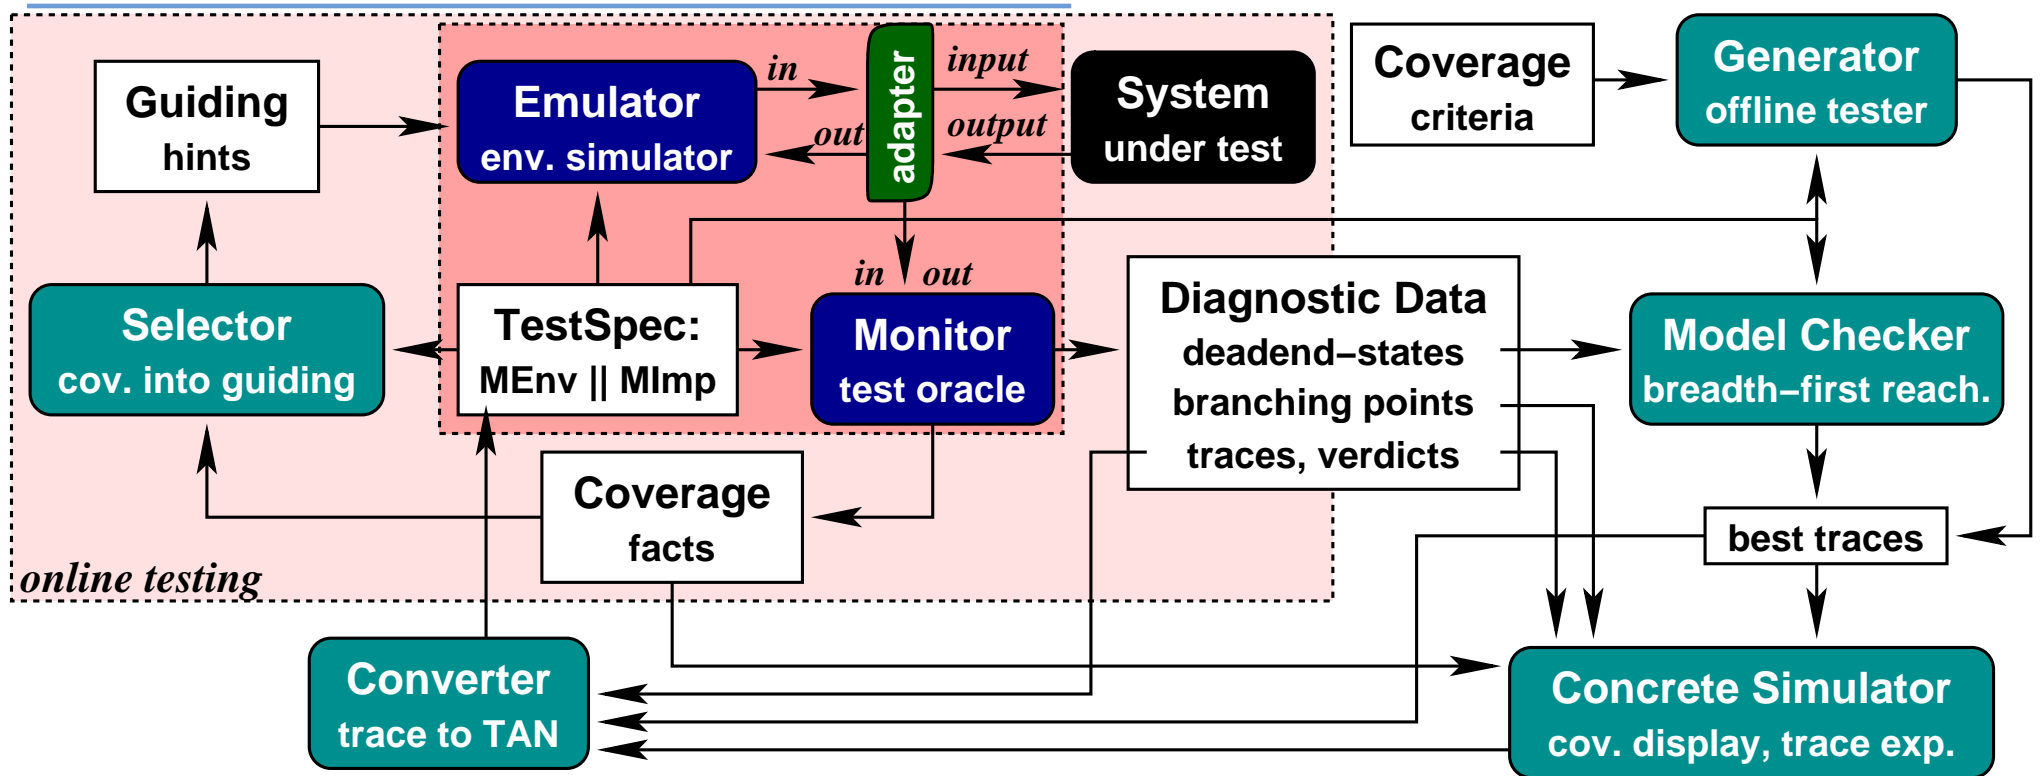 Guiding
hints
Emulator
env. simulator
in
out
adapter
input
output
System
under test
Coverage
criteria
Generator
offline tester
Selector
cov. into guiding
TestSpec:
MEnv || MImp
in out
Monitor
test oracle
Diagnostic Data
deadend–states
branching points
traces, verdicts
Model Checker
breadth–first reach.
Coverage
facts
best traces
online testing
Converter
trace to TAN
Concrete Simulator
cov. display, trace exp.